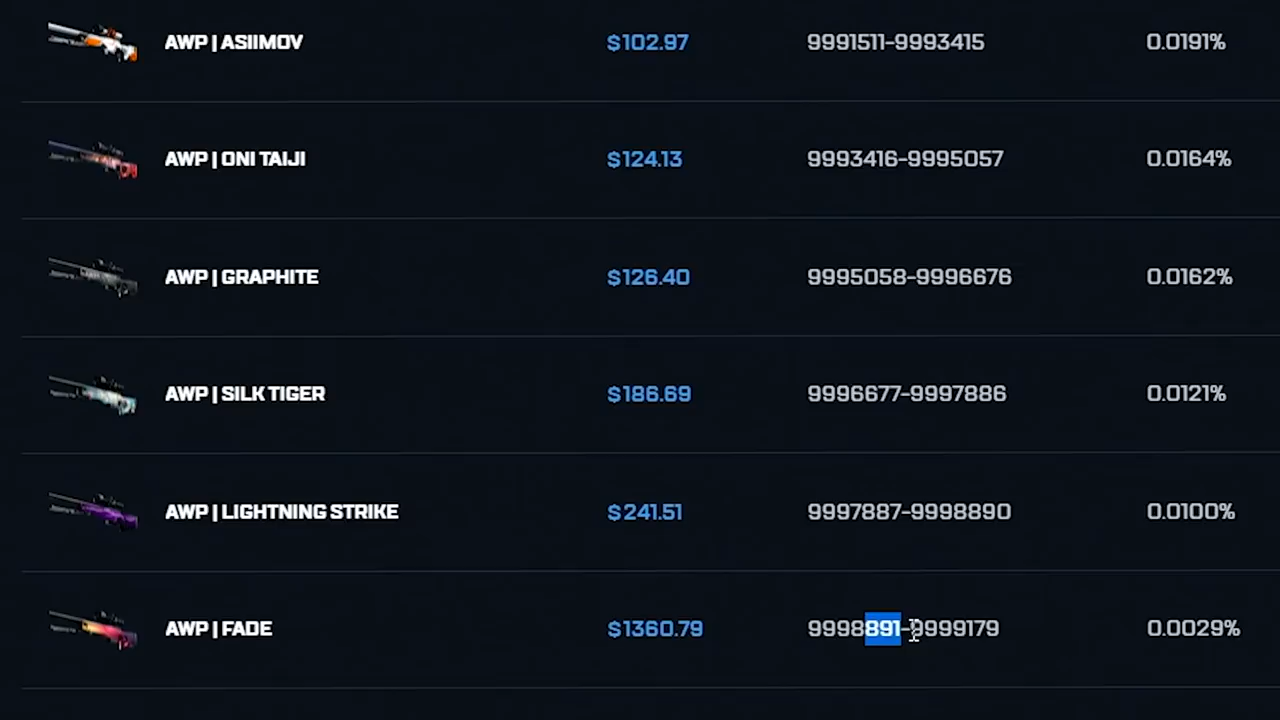 AWP | ASIIMOV $102.97 9991511-9993415 0.0191%
AWP | ONI TAIJI $124.13 9993416-9995057 0.0164%
AWP | GRAPHITE $126.40 9995058-9996676 0.0162%
AWP | SILK TIGER $186.69 9996677-9997886 0.0121%
AWP | LIGHTNING STRIKE $241.51 9997887-9998890 0.0100%
AWP | FADE $1360.79 9998891-9999179 0.0029%